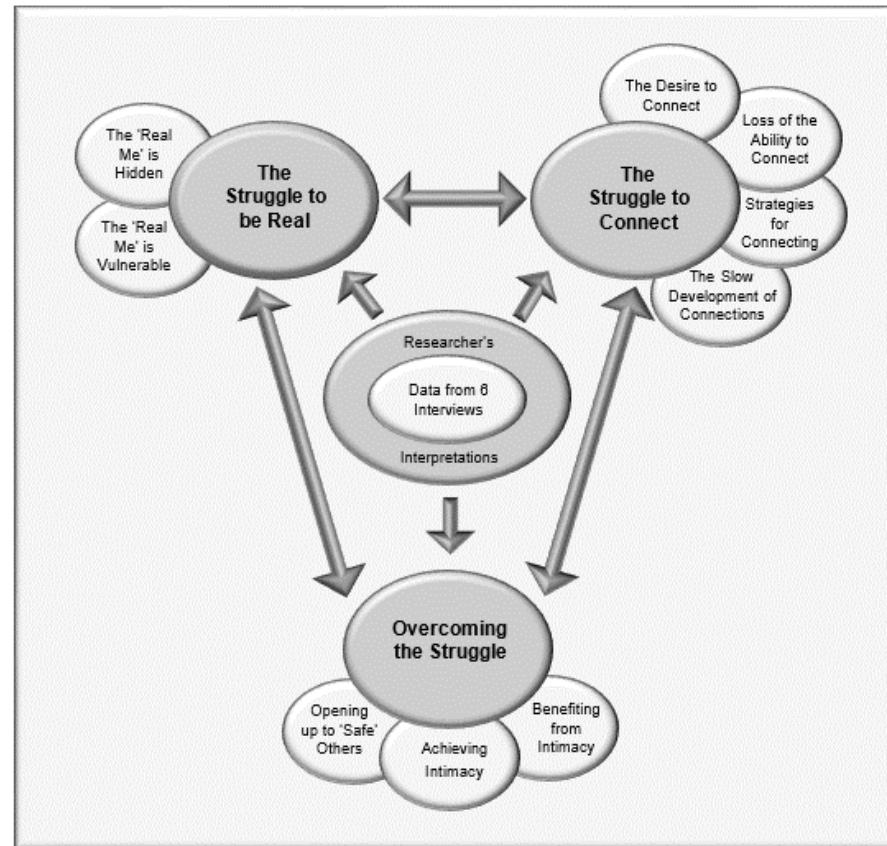 The 'Real
Me' is
Hidden
The 'Real
Me' is
Vulnerable
The
Struggle to
be Real
The Desire to
Connect
Loss of the
Ability to
Connect
Strategies
for
Connecting
The Slow
Development of
Connections
The
Struggle to
Connect
Researcher's
Data from 6
Interviews
Interpretations
Overcoming
the Struggle
Opening
up to 'Safe'
Others
Achieving
Intimacy
Benefiting
from
Intimacy